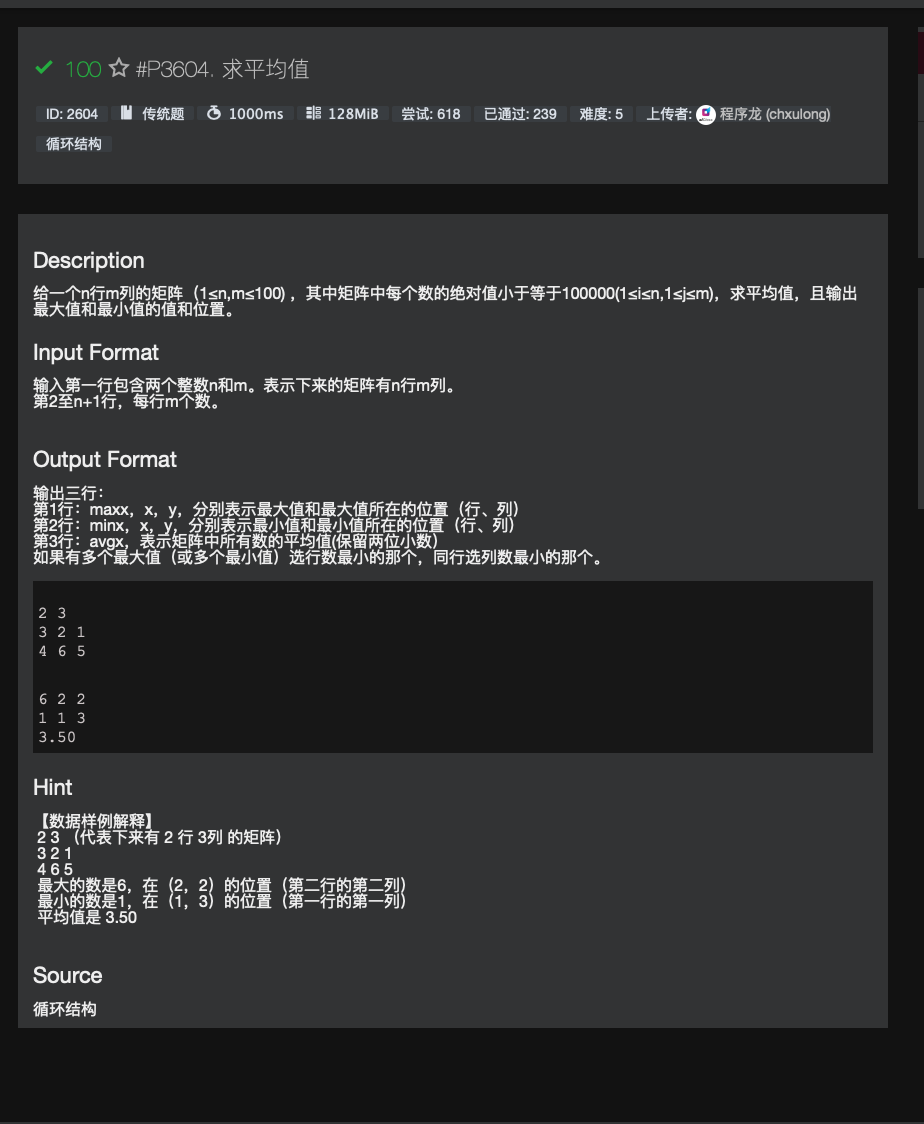 100 ☆ #P3604. 求平均值
ID: 2604 传统题 1000ms 128MiB 尝试: 618 已通过: 239 难度: 5 上传者: 程序龙 (chxulong)
循环结构
Description
给一个n行m列的矩阵（1≤n,m≤100) ，其中矩阵中每个数的绝对值小于等于100000(1≤i≤n,1≤j≤m)，求平均值，且输出
最大值和最小值的值和位置。
Input Format
输入第一行包含两个整数n和m。表示下来的矩阵有n行m列。
第2至n+1行，每行m个数。
Output Format
输出三行：
第1行：maxx，x，y，分别表示最大值和最大值所在的位置（行、列）
第2行：minx，x，y，分别表示最小值和最小值所在的位置（行、列）
第3行：avgx，表示矩阵中所有数的平均值(保留两位小数）
如果有多个最大值（或多个最小值）选行数最小的那个，同行选列数最小的那个。
2 3
3 2 1
4 6 5
6 2 2
1 1 3
3.50
Hint
【数据样例解释】
2 3 （代表下来有 2 行 3列 的矩阵）
3 2 1
4 6 5
最大的数是6，在（2，2）的位置（第二行的第二列）
最小的数是1，在（1，3）的位置（第一行的第一列）
平均值是 3.50
Source
循环结构